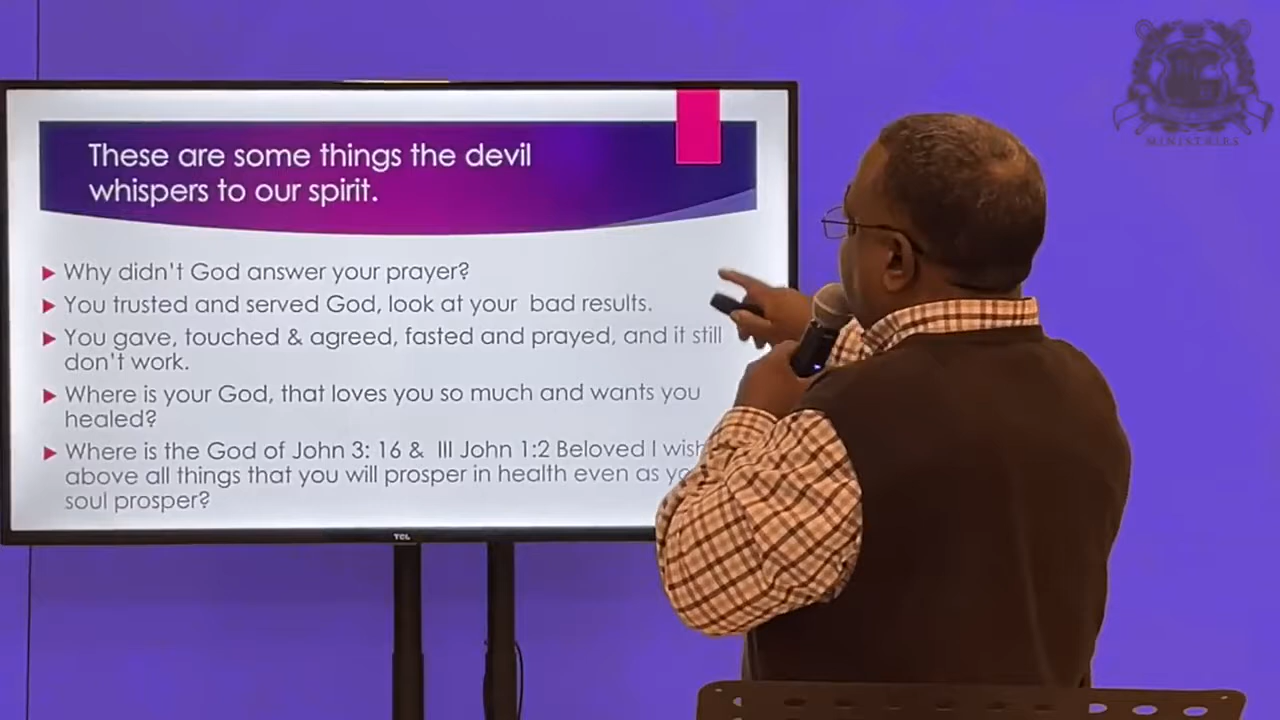 MINISTRIES
These are some things the devil
whispers to our spirit.
Why didn't God answer your prayer?
You trusted and served God, look at your bad results.
You gave, touched & agreed, fasted and prayed, and it still
don't work.
Where is your God, that loves you so much and wants you
healed?
Where is the God of John 3: 16 & III John 1:2 Beloved I wish
above all things that you will prosper in health even as
soul prosper?
TCL